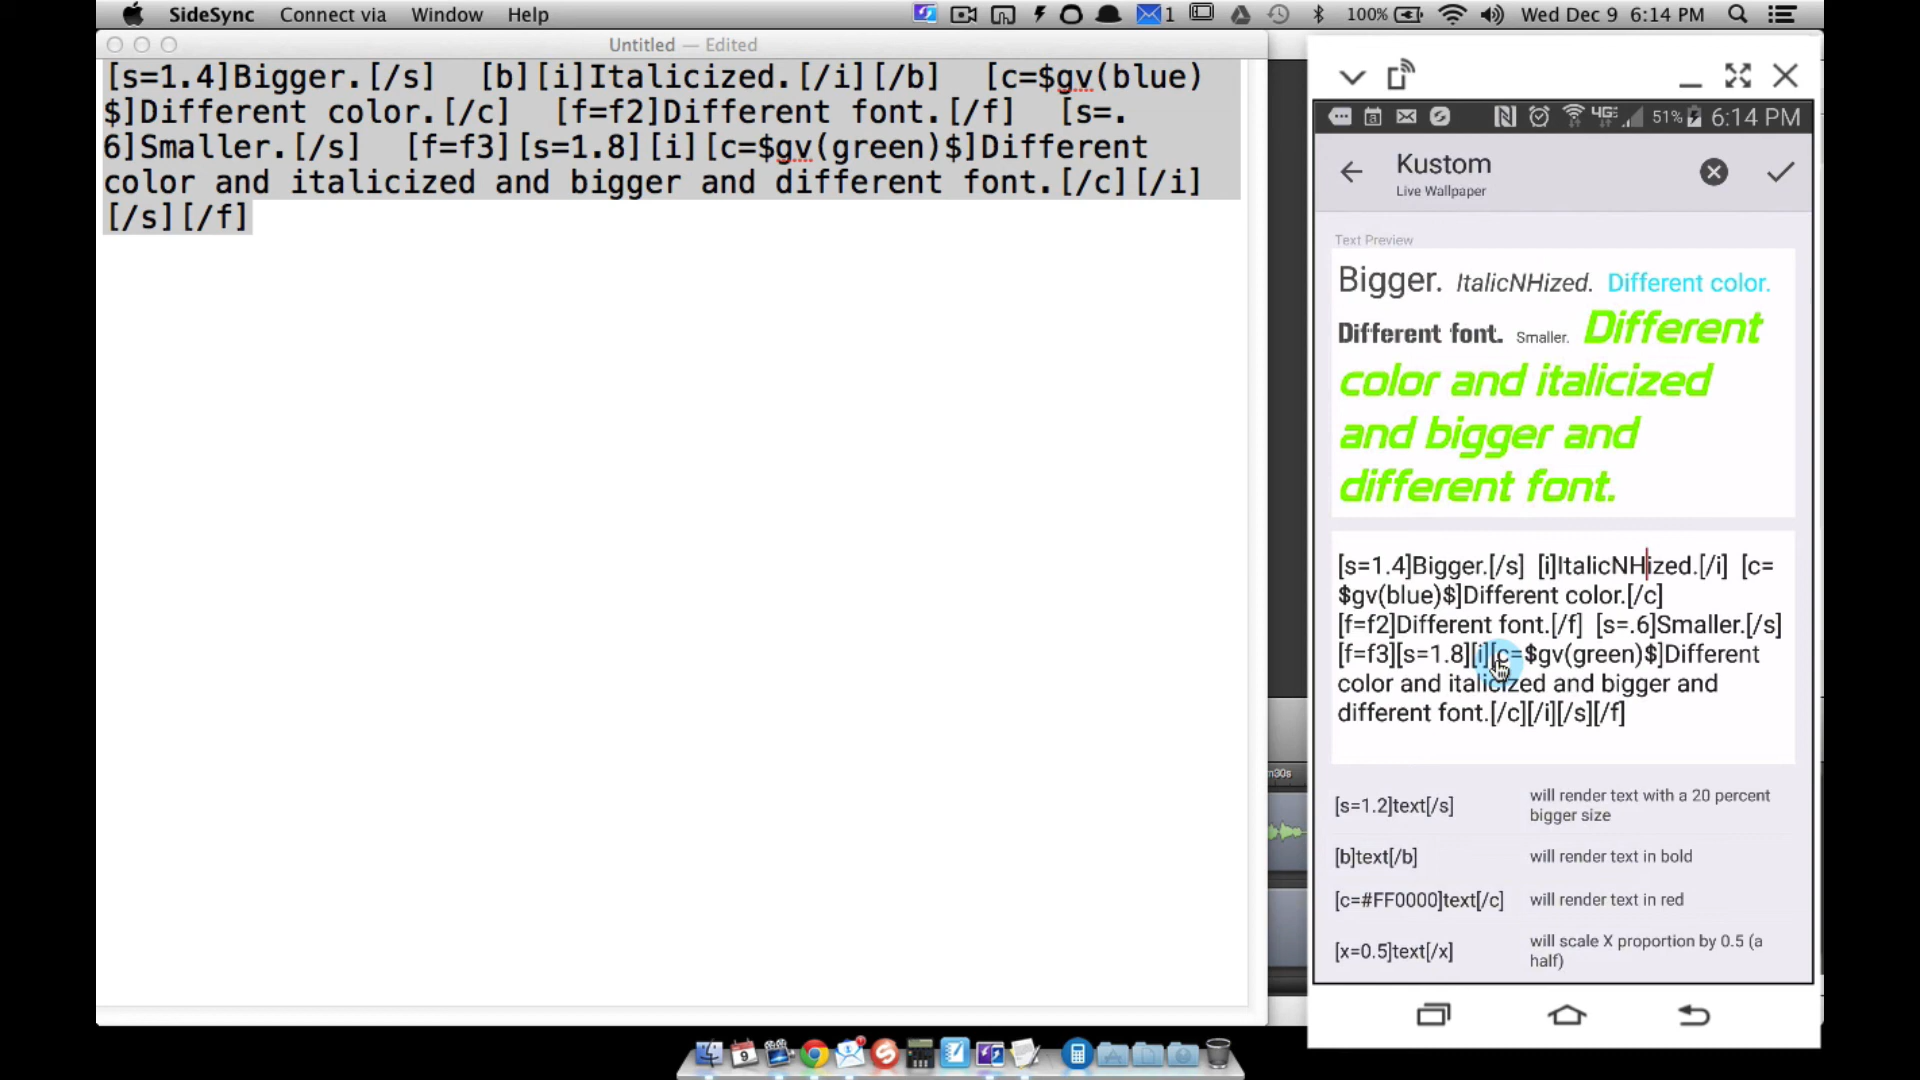 SideSync Connect via Window Help 1 100% Wed Dec 9 6:14 PM
Untitled — Edited
[s=1.4]Bigger.[/s]  [b][i]Italicized.[/i][/b]  [c=$gv(blue)
$]Different color.[/c]  [f=f2]Different font.[/f]  [s=.
6]Smaller.[/s]  [f=f3][s=1.8][i][c=$gv(green)$]Different
color and italicized and bigger and different font.[/c][/i]
[/s][/f]
4G 51% 6:14 PM
Kustom
Live Wallpaper
Text Preview
Bigger. ItalicNHized. Different color.
Different font. Smaller. Different
color and italicized
and bigger and
different font.
[s=1.4]Bigger.[/s]  [i]ItalicNHized.[/i]  [c=
$gv(blue)$]Different color.[/c]
[f=f2]Different font.[/f]  [s=.6]Smaller.[/s]
[f=f3][s=1.8][i][c=$gv(green)$]Different
color and italicized and bigger and
different font.[/c][/i][/s][/f]
m30s
[s=1.2]text[/s] will render text with a 20 percent
bigger size
[b]text[/b] will render text in bold
[c=#FF0000]text[/c] will render text in red
[x=0.5]text[/x] will scale X proportion by 0.5 (a
half)
9